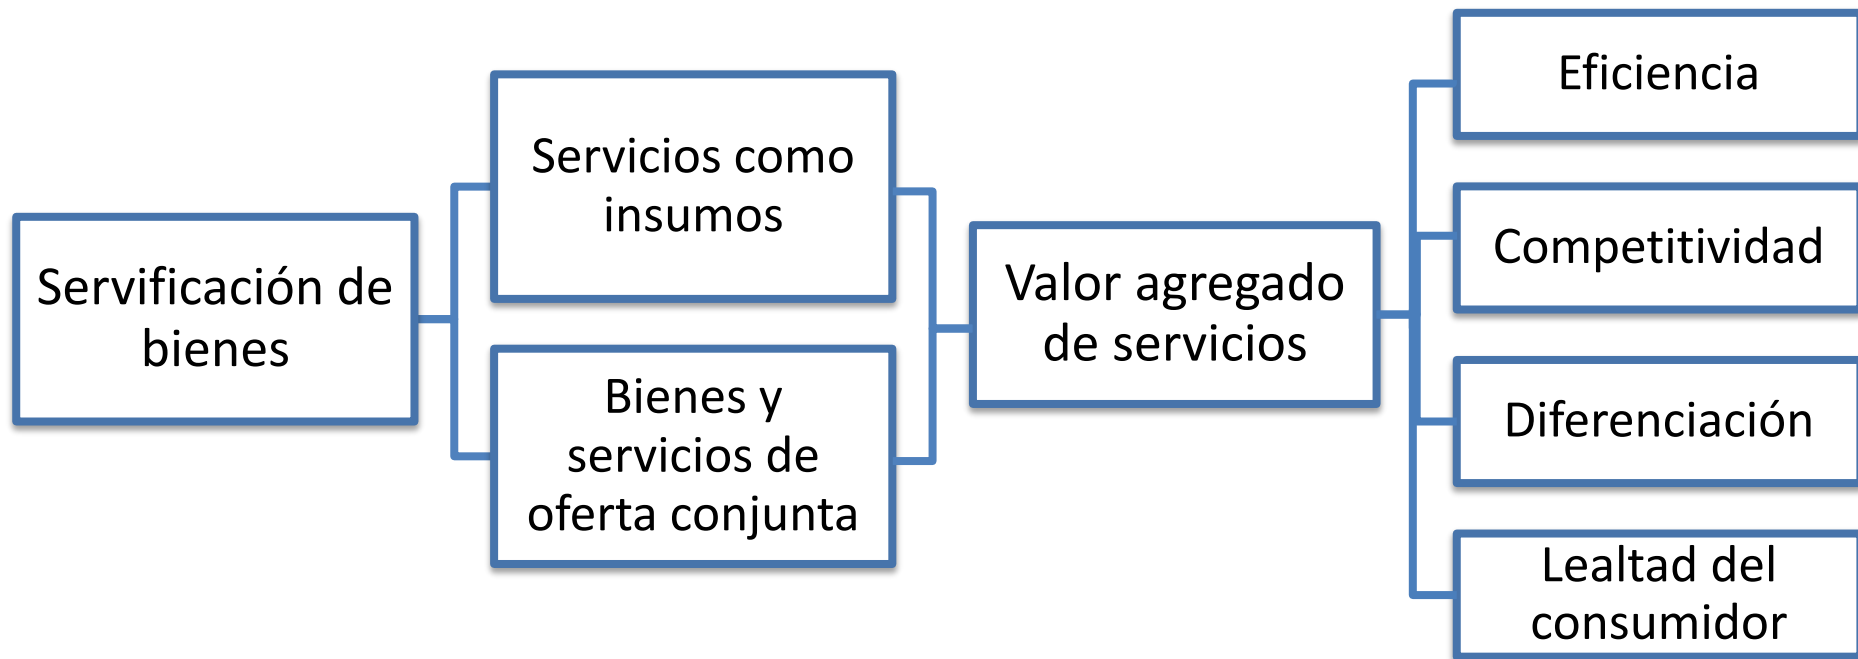 Servificación de
bienes
Servicios como
insumos
Bienes y
servicios de
oferta conjunta
Valor agregado
de servicios
Eficiencia
Competitividad
Diferenciación
Lealtad del
consumidor